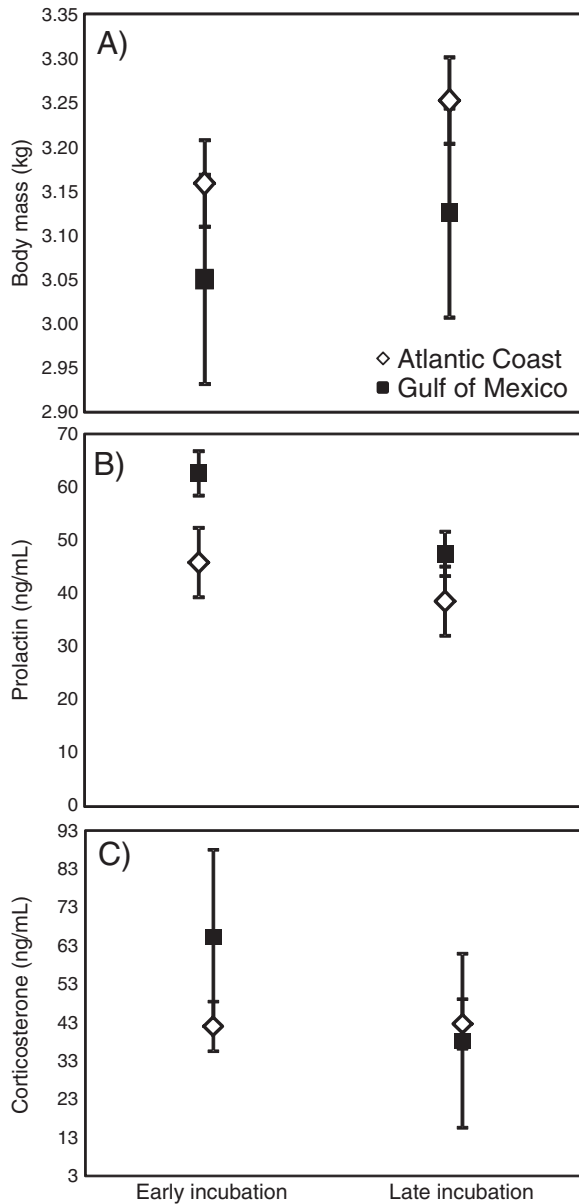 A)
3.35
3.30
3.25
3.20
3.15
3.10
3.05
3.00
2.95
2.90
Body mass (kg)
Atlantic Coast
Gulf of Mexico
B)
70
60
50
40
30
20
10
0
Prolactin (ng/mL)
C)
93
83
73
63
53
43
33
23
13
3
Corticosterone (ng/mL)
Early incubation
Late incubation